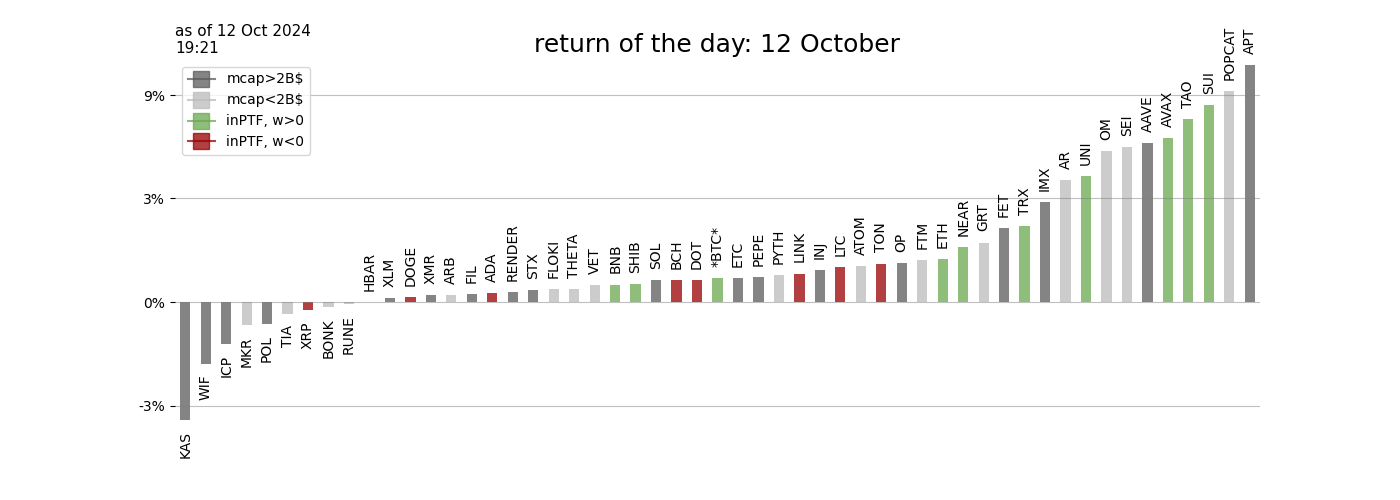 as of 12 Oct 2024
19:21
return of the day: 12 October
mcap>2B$
mcap<2B$
inPTF, w>0
inPTF, w<0
9%
3%
0%
-3%
KAS
WIF
ICP
MKR
POL
TIA
XRP
BONK
RUNE
HBAR
XLM
DOGE
XMR
ARB
FIL
ADA
RENDER
STX
FLOKI
THETA
VET
BNB
SHIB
SOL
BCH
DOT
*BTC*
ETC
PEPE
PYTH
LINK
INJ
LTC
ATOM
TON
OP
FTM
ETH
NEAR
GRT
FET
TRX
IMX
AR
UNI
OM
SEI
AAVE
AVAX
TAO
SUI
POPCAT
APT